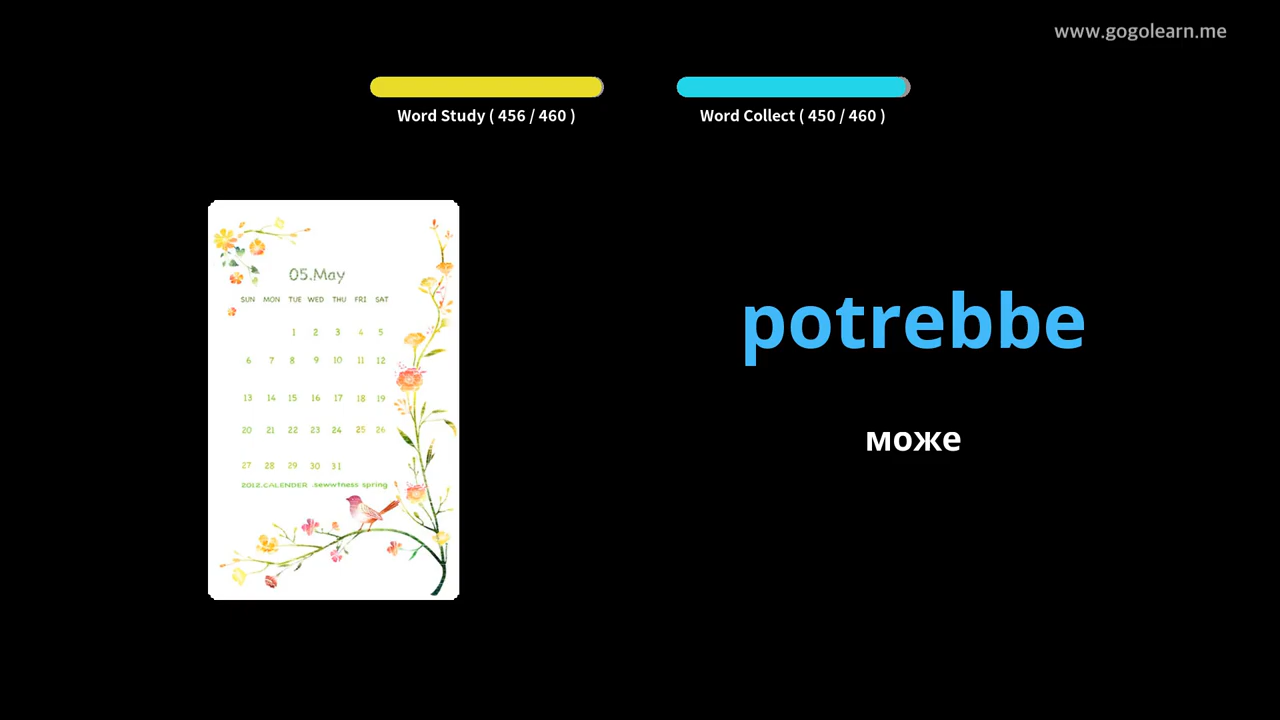 www.gogolearn.me
Word Study ( 456 / 460 )
Word Collect ( 450 / 460 )
05.May
SUN MON TUE WED THU FRI SAT
1 2 3 4 5
6 7 8 9 10 11 12
13 14 15 16 17 18 19
20 21 22 23 24 25 26
27 28 29 30 31
2012.CALENDER .sewwtness spring
potrebbe
може